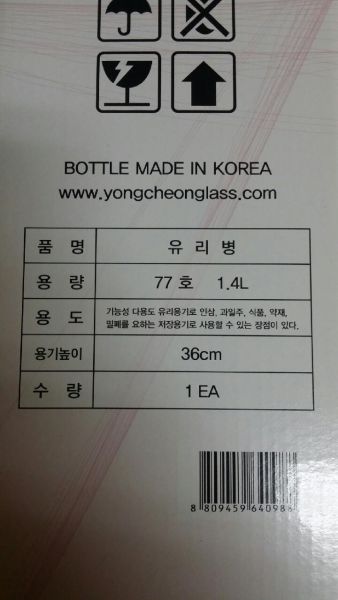 BOTTLE MADE IN KOREA
www.yongcheonglass.com
품 명 유 리 병
용 량 77 호 1.4L
용 도 기능성 다용도 유리용기로 인삼, 과일주, 식품, 약재,
밀폐를 요하는 저장용기로 사용할 수 있는 장점이 있다.
용기높이 36cm
수 량 1 EA
8 809459 640988